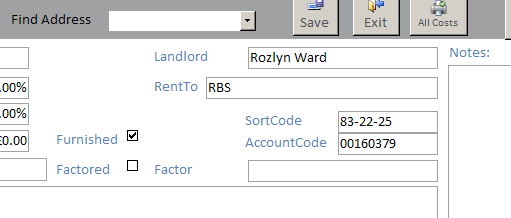 Find Address Save Exit All Costs
Landlord Rozlyn Ward Notes:
.00% RentTo RBS
.00% SortCode 83-22-25
£0.00 Furnished AccountCode 00160379
Factored Factor